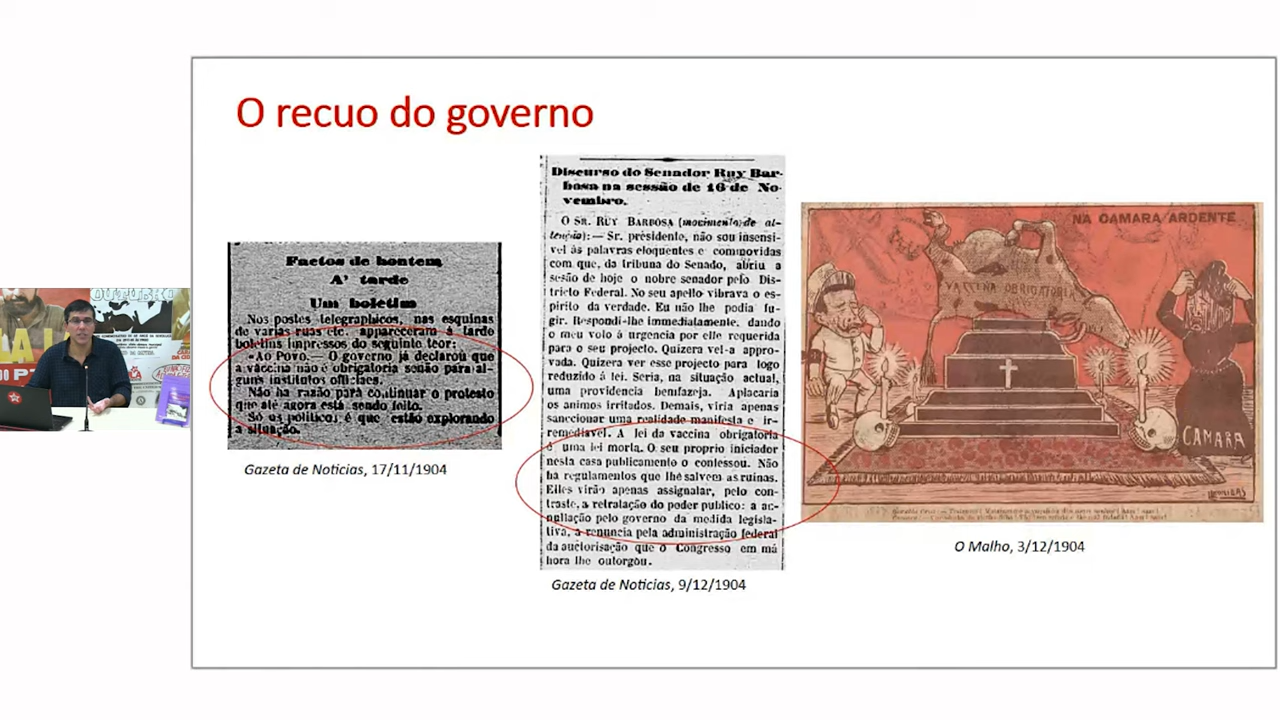 O recuo do governo
Factos de hontem
A' tarde
Um boletim
Nos postes telegraphicos, nas esquinas
de varias ruas etc. appareceram á tarde
boletins impressos do seguinte teor:
«AO POVO. — O governo já declarou que
a vaccina não é obrigatoria senão para al-
guns institutos officiaes.
Não ha razão para continuar o protesto
que até agora está sendo feito.
Só os politicos é que estão explorando
a situação.
Gazeta de Notícias, 17/11/1904
Discurso do Senador Ruy Bar-
bosa na sessão de 16 de No-
vembro.
O SR. RUY BARBOSA (movimento de at-
tenção):— Sr. présidente, não sou insensi-
vel ás palavras eloquentes e commovidas
com que, da tribuna do Senado, abriu a
sesão de hoje o nobre senador pelo Dis-
tricto Federal. No seu apello vibrava o es-
pirito da verdade. Eu não lhe podia fu-
gir. Respondi-lhe immediatamente, dando
o meu voto á urgencia por elle requerida
para o seu projecto. Quizera vel-a appro-
vada. Quizera ver esse projecto para logo
reduzido á lei. Seria, na situação actual,
uma providencia bemfazeja. Aplacaria
os animos irritados. Demais, viria apenas
sanccionar uma realidade manifesta e ir-
remediavel. A lei da vaccina obrigatoria
é uma lei morta. O seu proprio iniciador
nesta casa publicamente o confessou. Não
ha regulamentos que lhe salvem as ruinas.
Elles virão apenas assignalar, pelo con-
traste, a retratação do poder publico: a
pelo governo da medida legisla-
tiva, a renuncia pela administração federal
da auctorisação que o Congresso em má
hora lhe outorgou.
Gazeta de Notícias, 9/12/1904
NA CAMARA ARDENTE
VACCINA OBRIGATORIA
CAMARA
O Malho, 3/12/1904
OUTUBRO